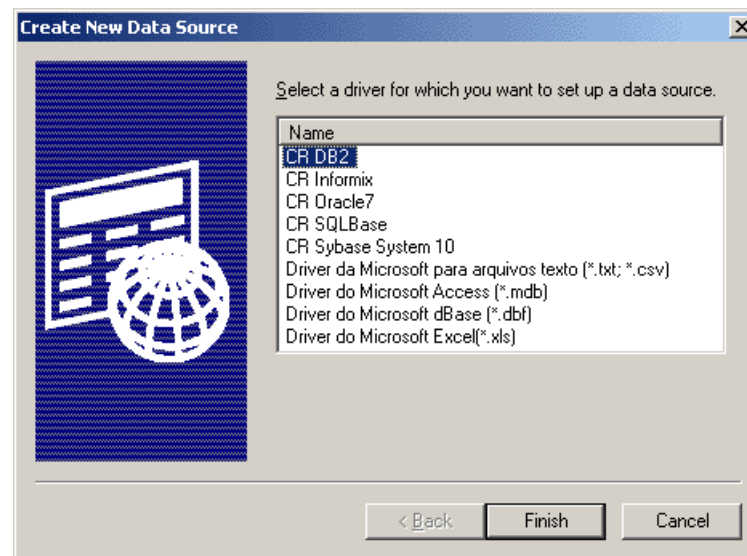 Create New Data Source
Select a driver for which you want to set up a data source.
Name
CR DB2
CR Informix
CR Oracle7
CR SQLBase
CR Sybase System 10
Driver da Microsoft para arquivos texto (*.txt; *.csv)
Driver do Microsoft Access (*.mdb)
Driver do Microsoft dBase (*.dbf)
Driver do Microsoft Excel(*.xls)
< Back Finish Cancel